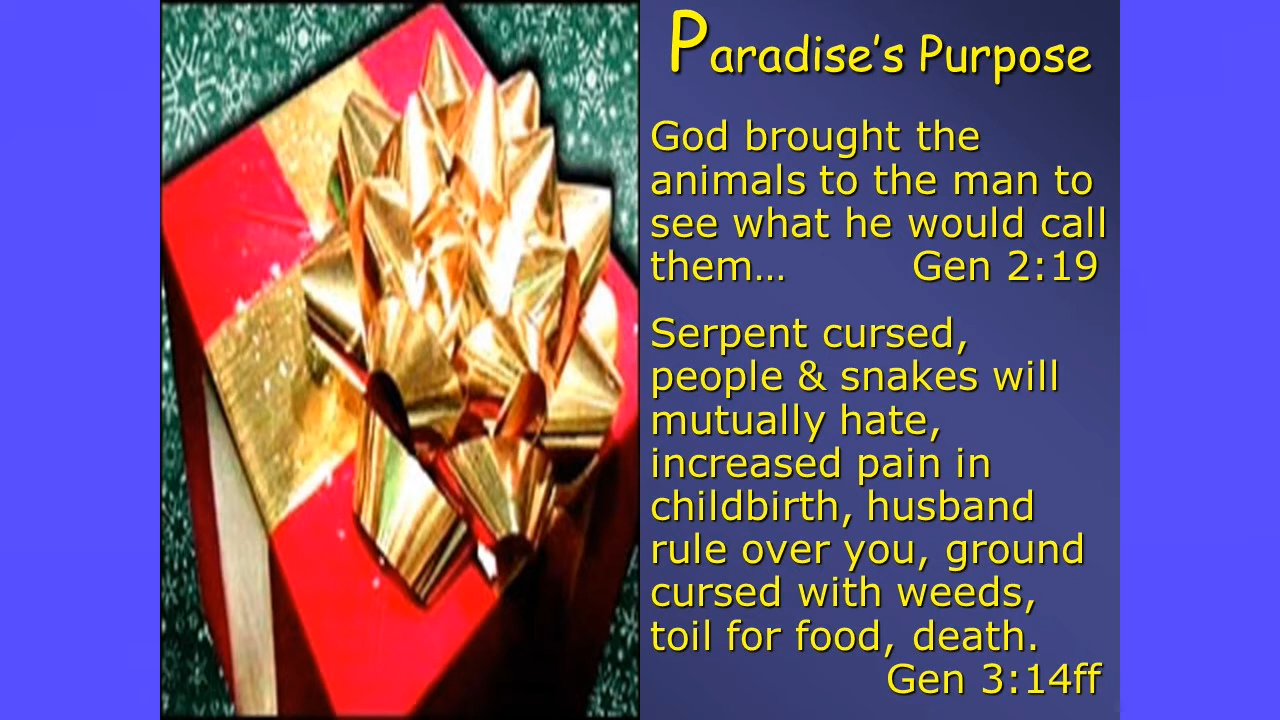 Paradise’s Purpose
God brought the
animals to the man to
see what he would call
them… Gen 2:19
Serpent cursed,
people & snakes will
mutually hate,
increased pain in
childbirth, husband
rule over you, ground
cursed with weeds,
toil for food, death.
Gen 3:14ff